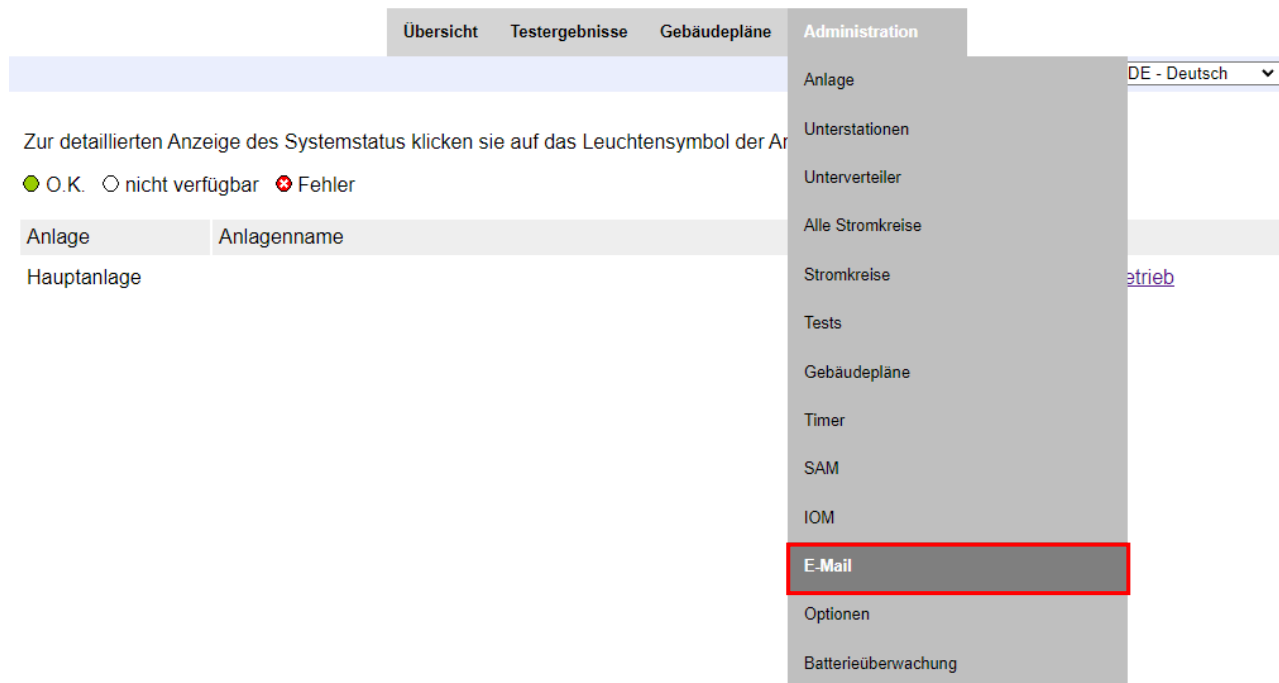 Übersicht Testergebnisse Gebäudepläne Administration
DE - Deutsch
Zur detaillierten Anzeige des Systemstatus klicken sie auf das Leuchtensymbol der
O.K. nicht verfügbar Fehler
Anlage Anlagenname
Hauptanlage
etrieb
Anlage
Unterstationen
Unterverteiler
Alle Stromkreise
Stromkreise
Tests
Gebäudepläne
Timer
SAM
IOM
E-Mail
Optionen
Batterieüberwachung